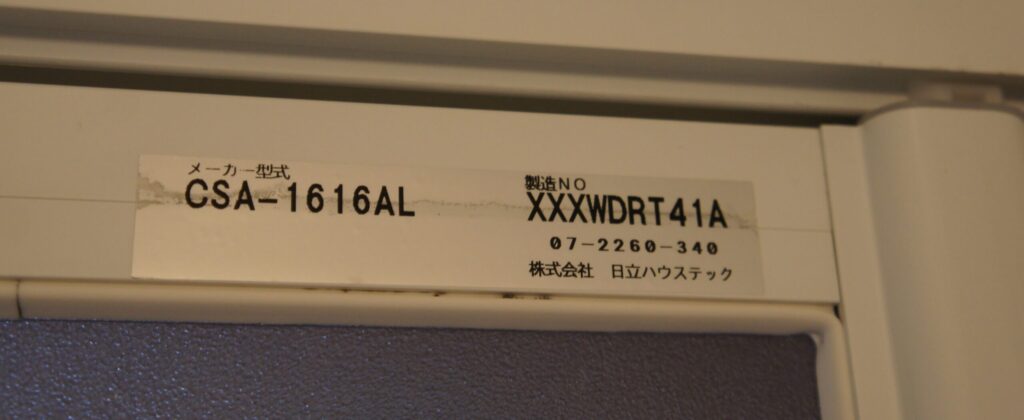 メーカー型式
CSA-1616AL
製造NO
XXXWDRT41A
07-2260-340
株式会社 日立ハウステック